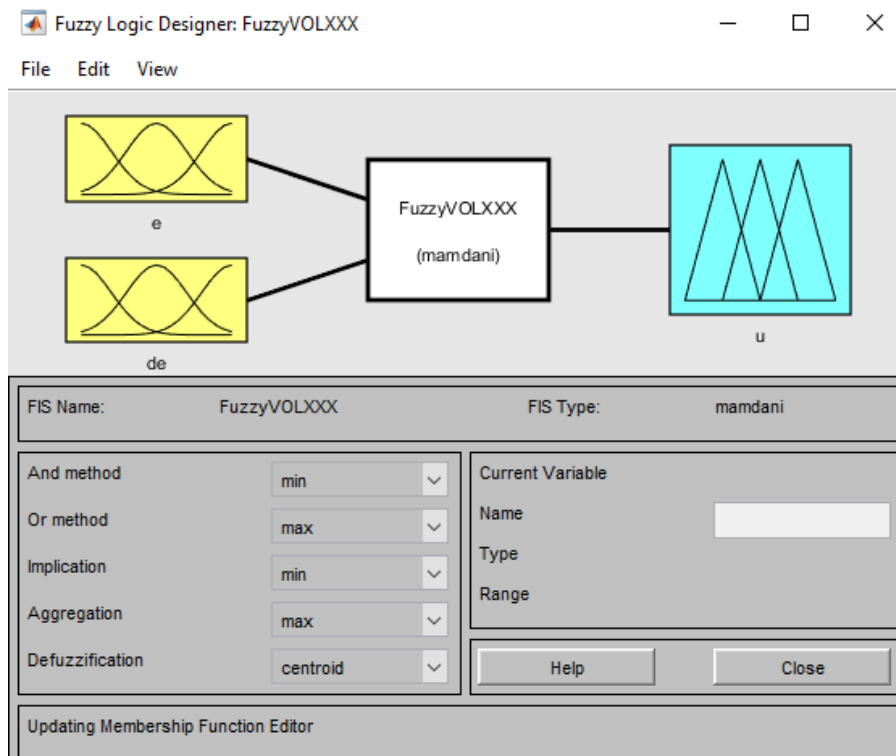 Fuzzy Logic Designer: FuzzyVOLXXX
File Edit View
e
de
FuzzyVOLXXX
(mamdani)
u
FIS Name: FuzzyVOLXXX FIS Type: mamdani
And method min
Or method max
Implication min
Aggregation max
Defuzzification centroid
Current Variable
Name
Type
Range
Help Close
Updating Membership Function Editor